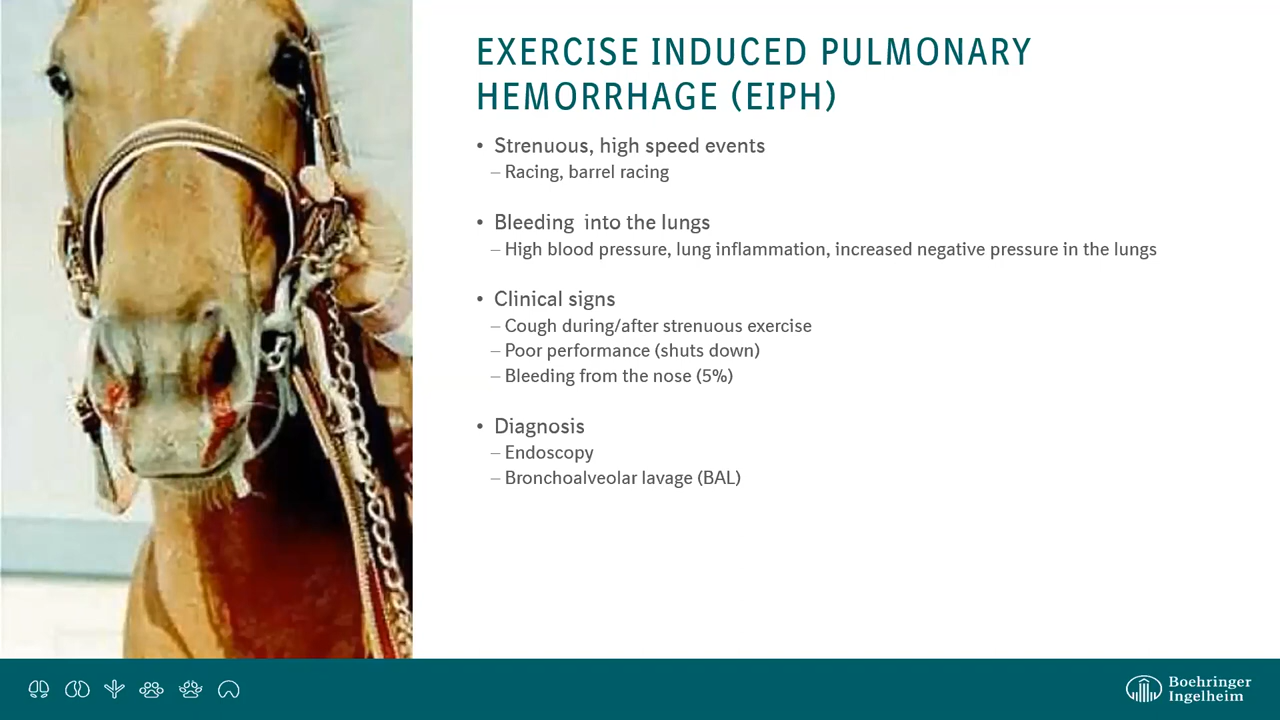 EXERCISE INDUCED PULMONARY
HEMORRHAGE (EIPH)
• Strenuous, high speed events
– Racing, barrel racing
• Bleeding  into the lungs
– High blood pressure, lung inflammation, increased negative pressure in the lungs
• Clinical signs
– Cough during/after strenuous exercise
– Poor performance (shuts down)
– Bleeding from the nose (5%)
• Diagnosis
– Endoscopy
– Bronchoalveolar lavage (BAL)
Boehringer
Ingelheim